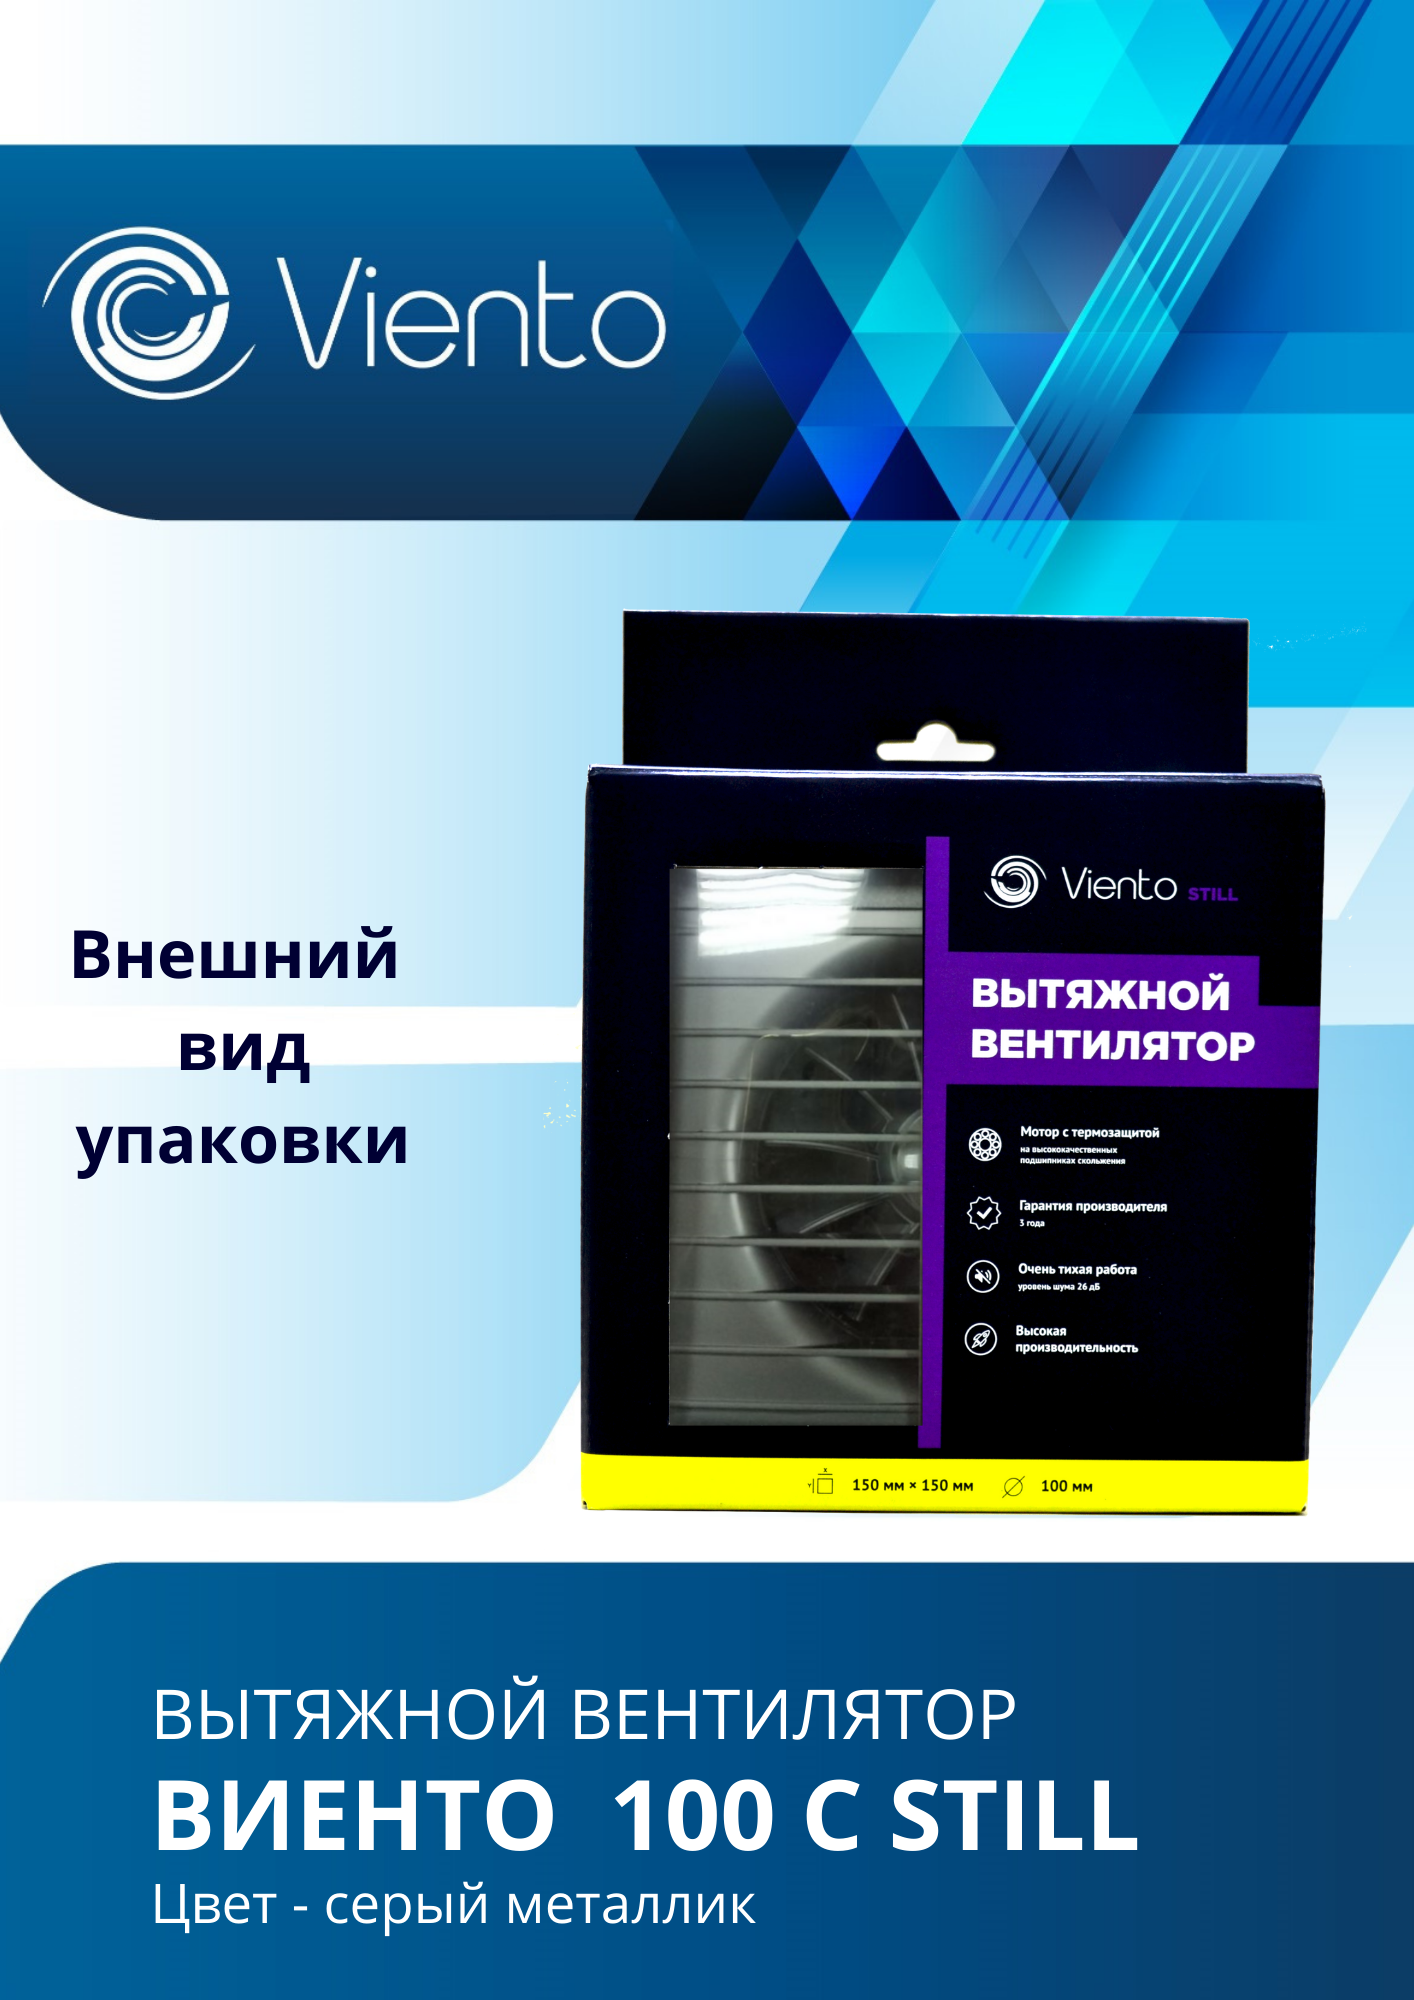 Viento
Внешний
вид
упаковки
Viento STILL
ВЫТЯЖНОЙ
ВЕНТИЛЯТОР
Мотор с термозащитой
на высококачественных
подшипниках скольжения
Гарантия производителя
3 года
Очень тихая работа
уровень шума 26 дБ
Высокая
производительность
X
Y
150 мм × 150 мм 100 мм
ВЫТЯЖНОЙ ВЕНТИЛЯТОР
ВИЕНТО 100 С STILL
Цвет - серый металлик